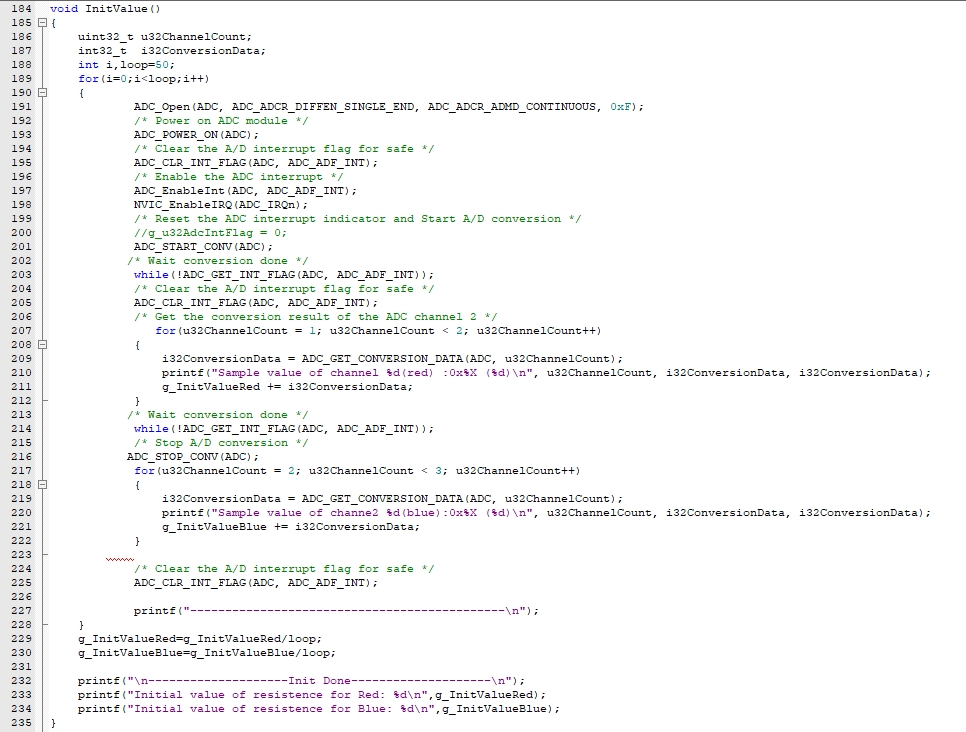 184 void InitValue()
185 {
186 uint32_t u32ChannelCount;
187 int32_t  i32ConversionData;
188 int i,loop=50;
189 for(i=0;i<loop;i++)
190 {
191 ADC_Open(ADC, ADC_ADCR_DIFFEN_SINGLE_END, ADC_ADCR_ADMD_CONTINUOUS, 0xF);
192 /* Power on ADC module */
193 ADC_POWER_ON(ADC);
194 /* Clear the A/D interrupt flag for safe */
195 ADC_CLR_INT_FLAG(ADC, ADC_ADF_INT);
196 /* Enable the ADC interrupt */
197 ADC_EnableInt(ADC, ADC_ADF_INT);
198 NVIC_EnableIRQ(ADC_IRQn);
199 /* Reset the ADC interrupt indicator and Start A/D conversion */
200 //g_u32AdcIntFlag = 0;
201 ADC_START_CONV(ADC);
202 /* Wait conversion done */
203 while(!ADC_GET_INT_FLAG(ADC, ADC_ADF_INT));
204 /* Clear the A/D interrupt flag for safe */
205 ADC_CLR_INT_FLAG(ADC, ADC_ADF_INT);
206 /* Get the conversion result of the ADC channel 2 */
207 for(u32ChannelCount = 1; u32ChannelCount < 2; u32ChannelCount++)
208 {
209 i32ConversionData = ADC_GET_CONVERSION_DATA(ADC, u32ChannelCount);
210 printf("Sample value of channel %d(red) :0x%X (%d)\n", u32ChannelCount, i32ConversionData, i32ConversionData);
211 g_InitValueRed += i32ConversionData;
212 }
213 /* Wait conversion done */
214 while(!ADC_GET_INT_FLAG(ADC, ADC_ADF_INT));
215 /* Stop A/D conversion */
216 ADC_STOP_CONV(ADC);
217 for(u32ChannelCount = 2; u32ChannelCount < 3; u32ChannelCount++)
218 {
219 i32ConversionData = ADC_GET_CONVERSION_DATA(ADC, u32ChannelCount);
220 printf("Sample value of channe2 %d(blue):0x%X (%d)\n", u32ChannelCount, i32ConversionData, i32ConversionData);
221 g_InitValueBlue += i32ConversionData;
222 }
223
224 /* Clear the A/D interrupt flag for safe */
225 ADC_CLR_INT_FLAG(ADC, ADC_ADF_INT);
226
227 printf("---------------------------------------------\n");
228 }
229 g_InitValueRed=g_InitValueRed/loop;
230 g_InitValueBlue=g_InitValueBlue/loop;
231
232 printf("\n--------------------Init Done--------------------\n");
233 printf("Initial value of resistence for Red: %d\n",g_InitValueRed);
234 printf("Initial value of resistence for Blue: %d\n",g_InitValueBlue);
235 }